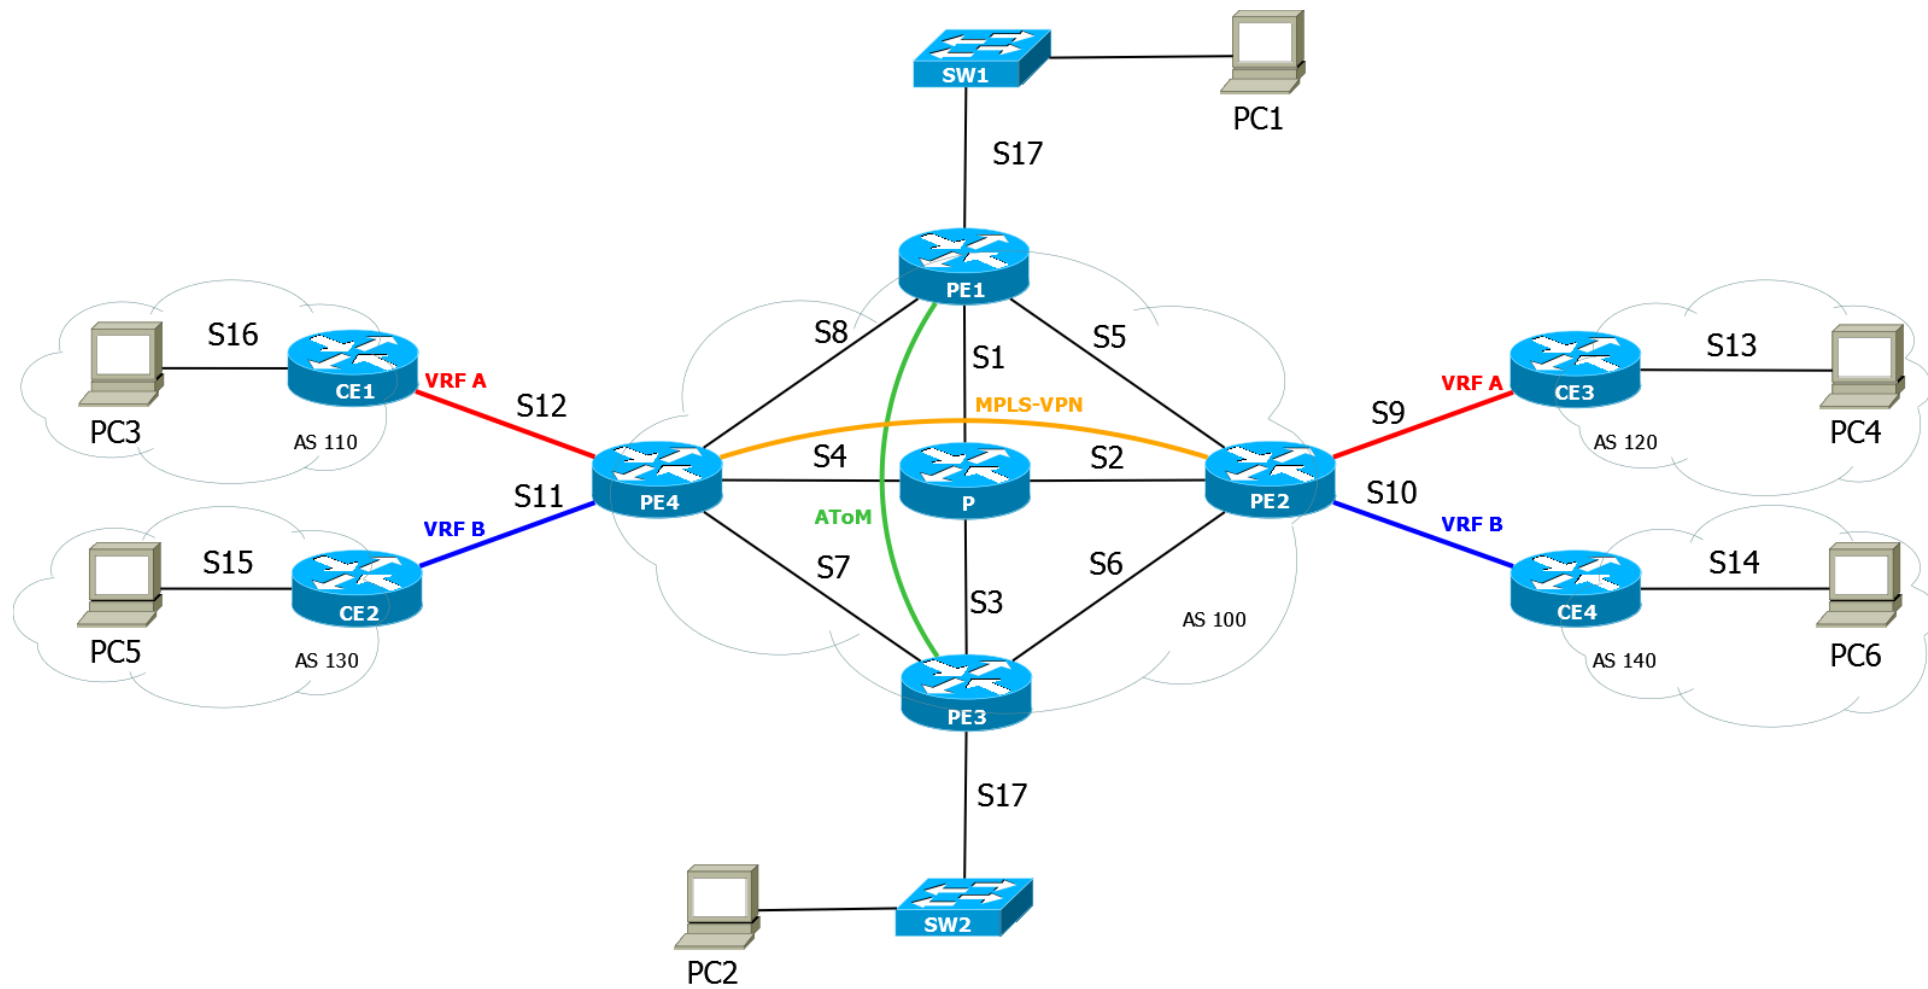 SW1
PC1
S17
PE1
S16
S8
S5
S13
CE1
VRF A
S1
VRF A
CE3
PC3
S12
MPLS-VPN
S9
PC4
AS 110
S4
S2
AS 120
PE4
P
PE2
S11
S10
VRF B
AToM
VRF B
S15
S7
S6
S14
CE2
S3
CE4
AS 100
PC5
AS 130
AS 140
PC6
PE3
S17
SW2
PC2